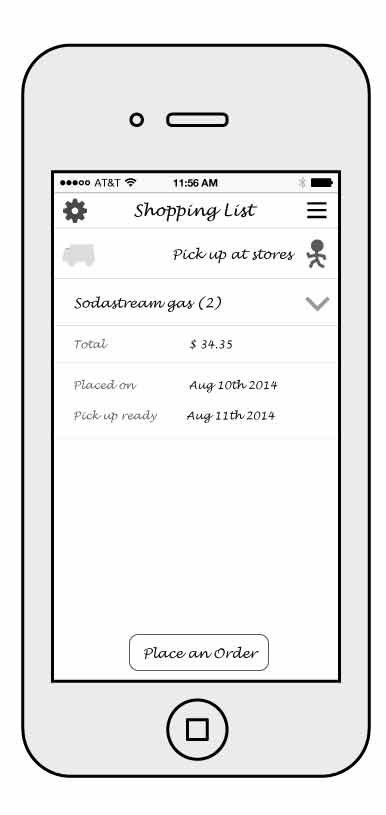 AT&T 11:56 AM
Shopping List
Pick up at stores
Sodastream gas (2)
Total $ 34.35
Placed on Aug 10th 2014
Pick up ready Aug 11th 2014
Place an Order